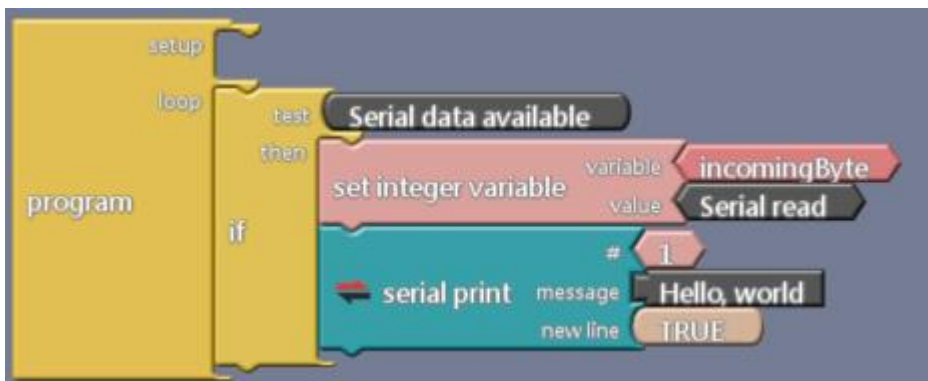 setup
loop
test
Serial data available
then
variable
incomingByte
set integer variable
program
value
Serial read
if
#
1
serial print
message
Hello, world
new line
TRUE